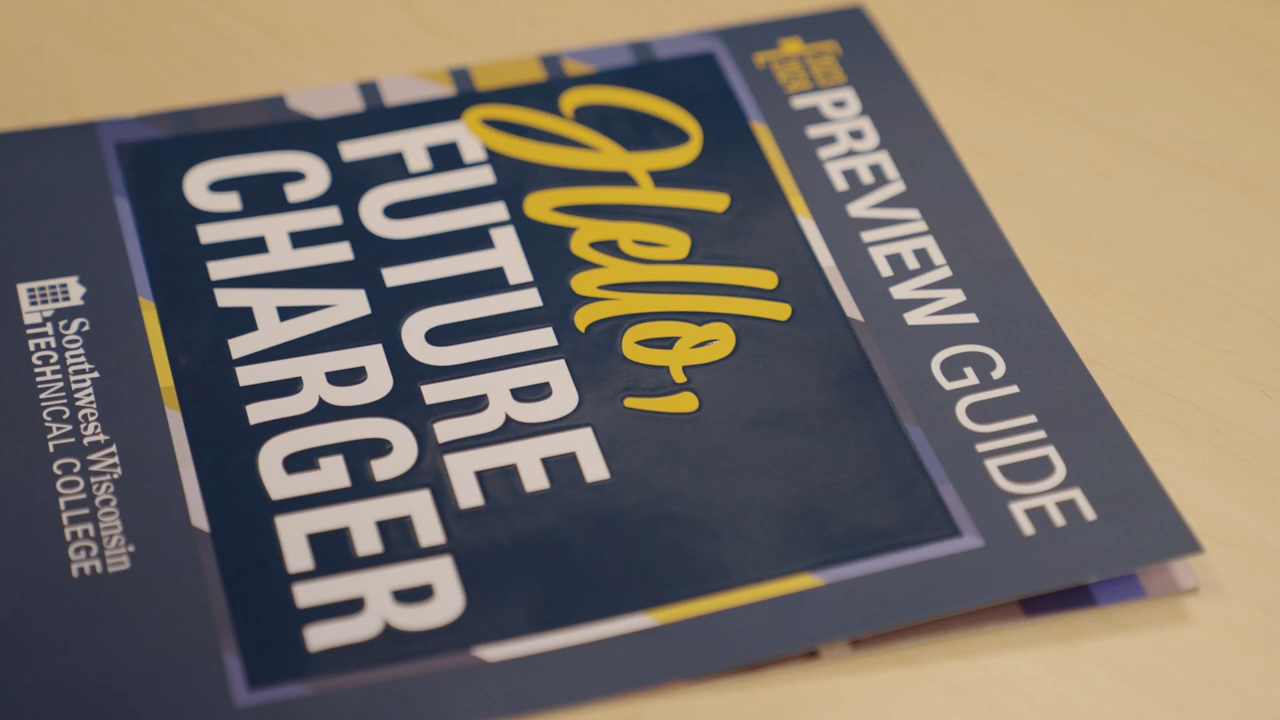 PREVIEW GUIDE
Hello,
FUTURE
CHARGER
Southwest Wisconsin
TECHNICAL COLLEGE